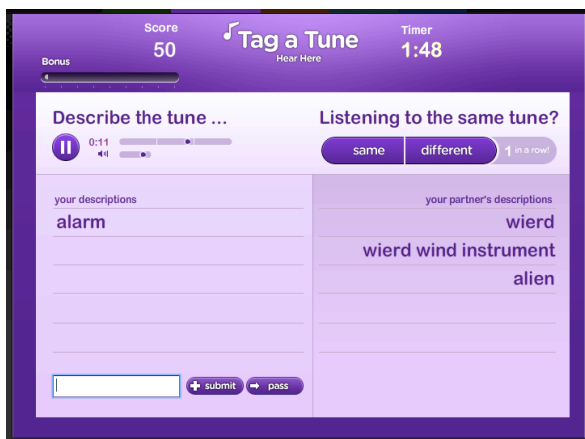 Score
50
Tag a Tune
Hear Here
Timer
1:48
Bonus
Describe the tune ...
0:11
Listening to the same tune?
same
different
1 in a row!
your descriptions
alarm
your partner's descriptions
wierd
wierd wind instrument
alien
submit
pass